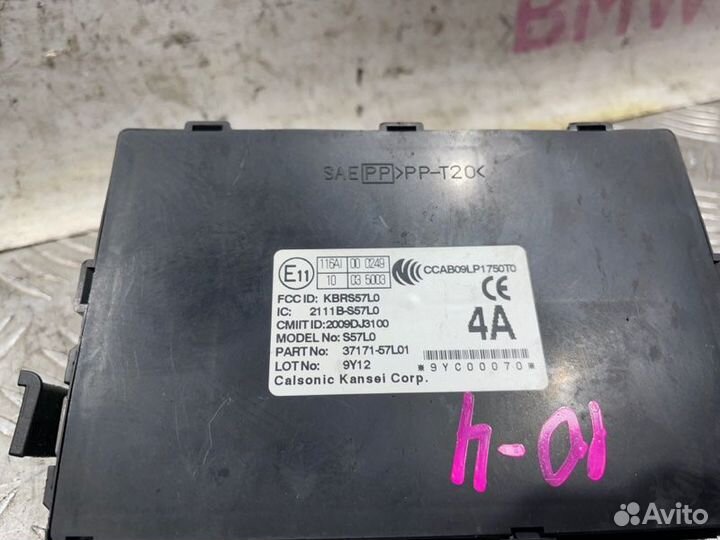 BMW
SAE PP >PP-T20<
E11 116AI 00 0249
10 03 5003
CCAB09LP1750T0
CE
FCC ID: KBRS57L0
IC: 2111B-S57L0
CMIIT ID:2009DJ3100
MODEL No: S57L0
4A
PART No: 37171-57L01
LOT No: 9Y12
*9YC00070*
Calsonic Kansei Corp.
10-4
Avito